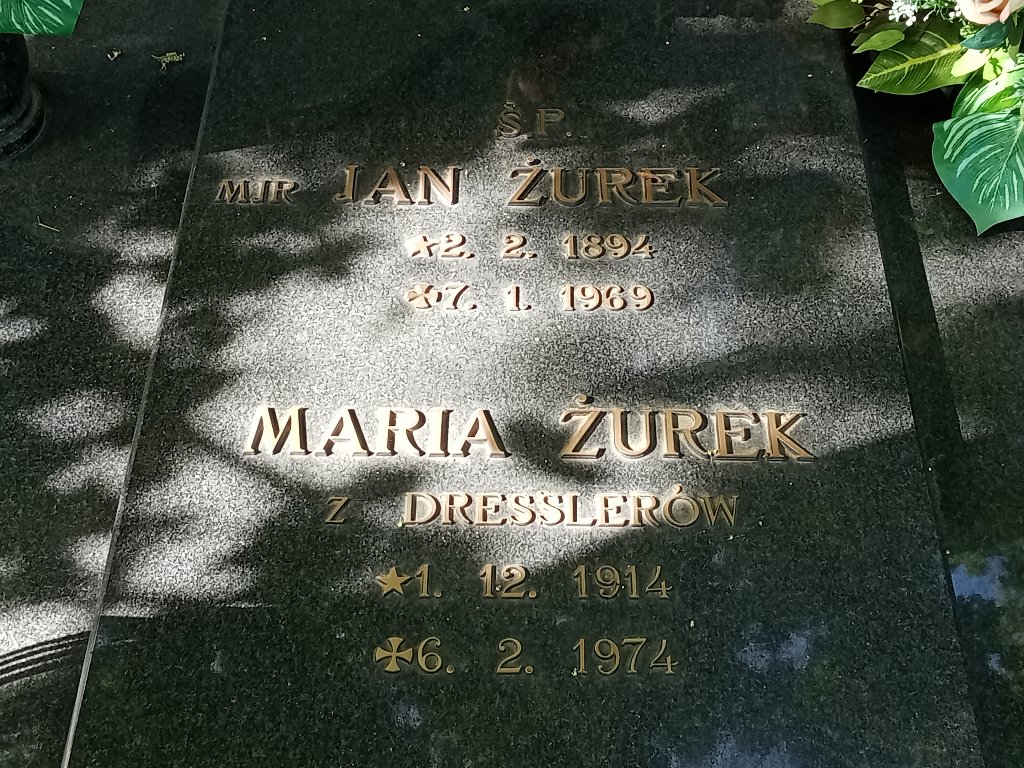 Ś.P.
MJR JAN ŻUREK
★2. 2. 1894
✠7. 1. 1969
MARIA ŻUREK
Z DRESSLERÓW
★1. 12. 1914
✠6. 2. 1974